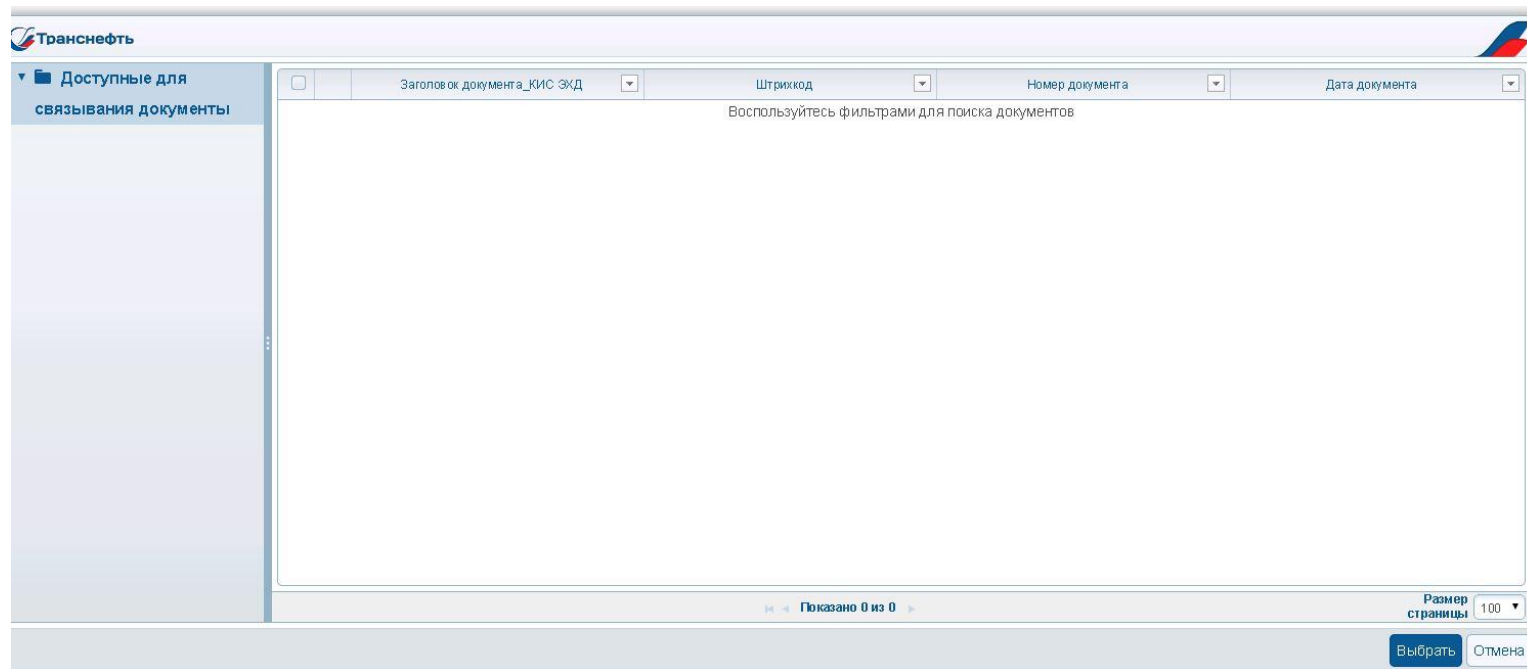 Транснефть
Доступные для
связывания документы
Заголовок документа_КИС ЭХД
Штрихкод
Номер документа
Дата документа
Воспользуйтесь фильтрами для поиска документов
Показано 0 из 0
Размер
страницы
100
Выбрать
Отмена